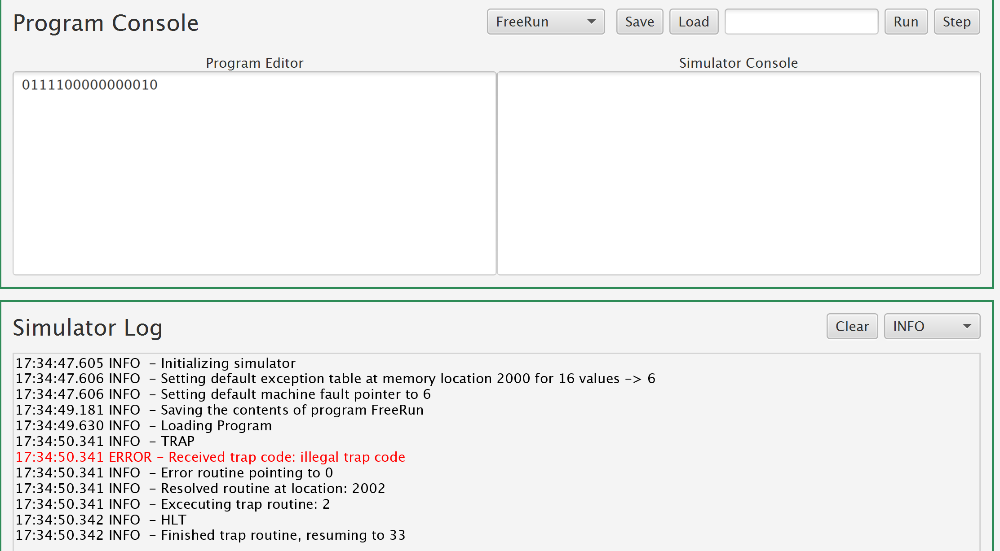 Program Console
FreeRun
Save
Load
Run
Step
Program Editor
Simulator Console
0111100000000010
Simulator Log
Clear
INFO
17:34:47.605 INFO – Initializing simulator
17:34:47.606 INFO – Setting default exception table at memory location 2000 for 16 values –> 6
17:34:47.606 INFO – Setting default machine fault pointer to 6
17:34:49.181 INFO – Saving the contents of program FreeRun
17:34:49.630 INFO – Loading Program
17:34:50.341 INFO – TRAP
17:34:50.341 ERROR – Received trap code: illegal trap code
17:34:50.341 INFO – Error routine pointing to 0
17:34:50.341 INFO – Resolved routine at location: 2002
17:34:50.341 INFO – Excecuting trap routine: 2
17:34:50.342 INFO – HLT
17:34:50.342 INFO – Finished trap routine, resuming to 33